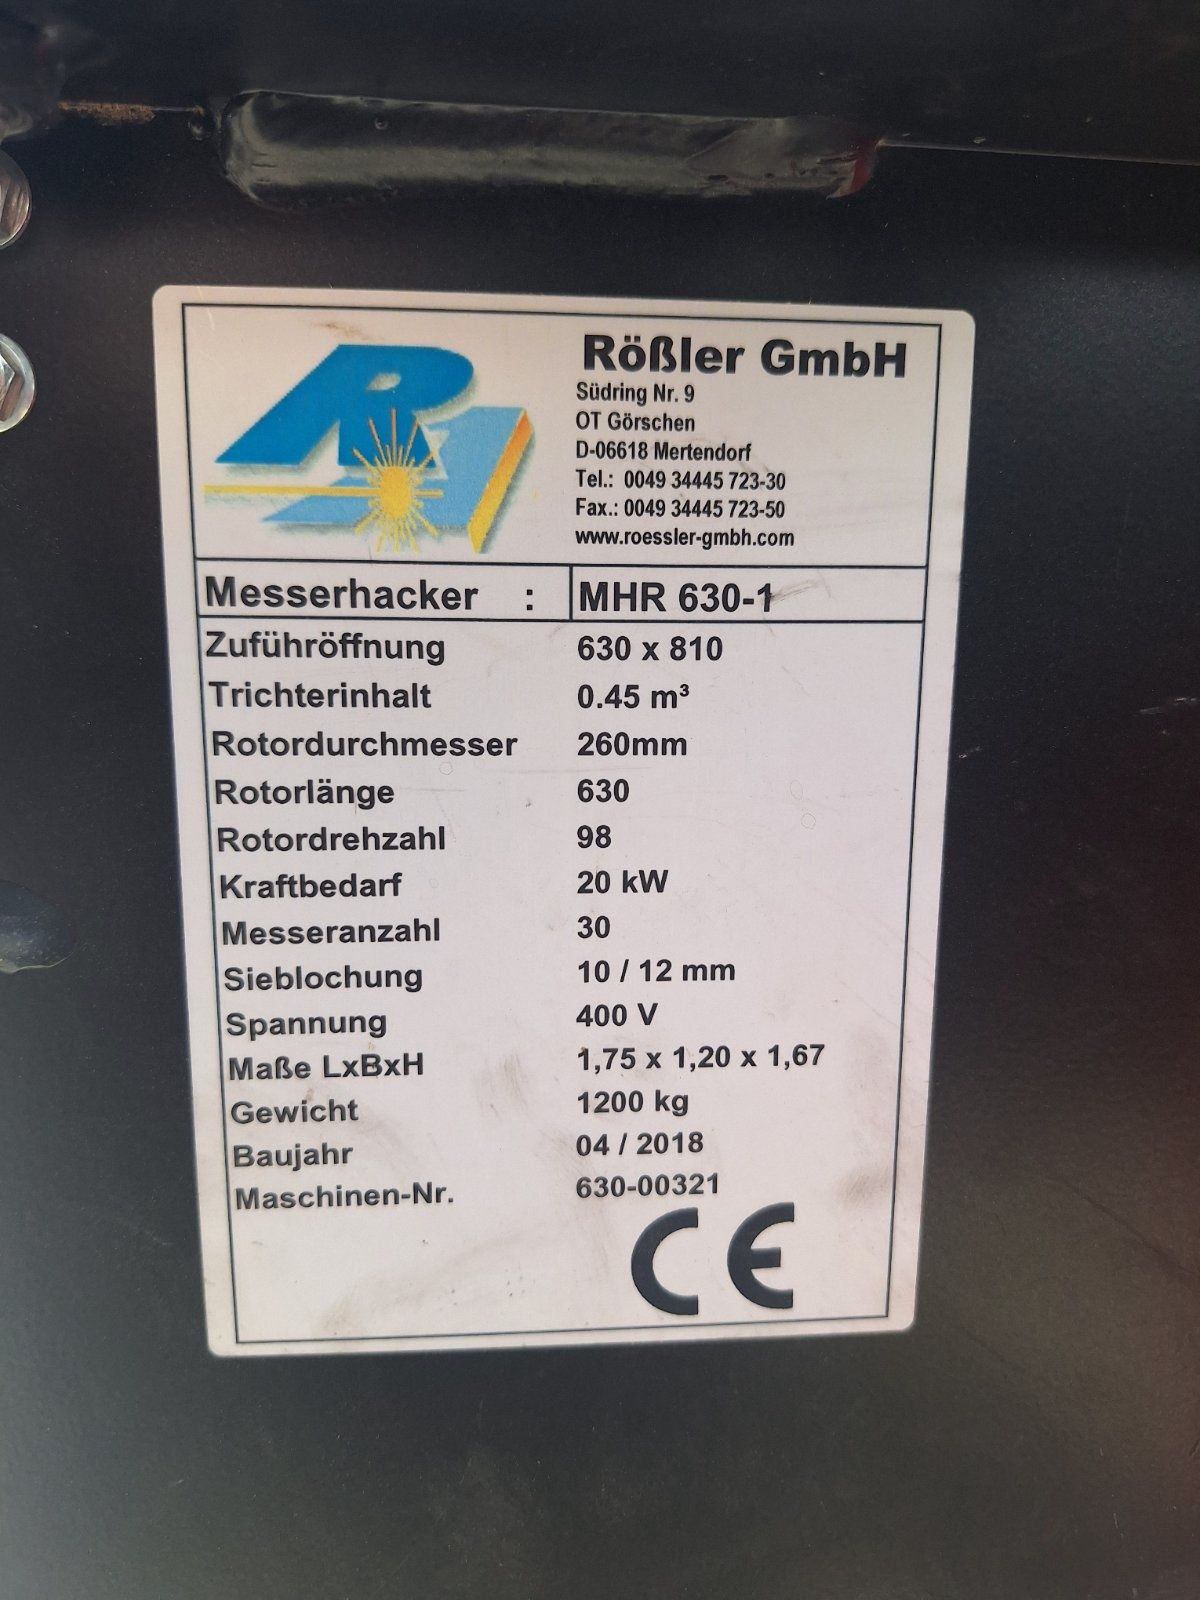 Rößler GmbH
Südring Nr. 9
OT Görschen
D-06618 Mertendorf
Tel.: 0049 34445 723-30
Fax.: 0049 34445 723-50
www.roessler-gmbh.com
Messerhacker : MHR 630-1
Zuführöffnung 630 x 810
Trichterinhalt 0.45 m³
Rotordurchmesser 260mm
Rotorlänge 630
Rotordrehzahl 98
Kraftbedarf 20 kW
Messeranzahl 30
Sieblochung 10 / 12 mm
Spannung 400 V
Maße LxBxH 1,75 x 1,20 x 1,67
Gewicht 1200 kg
Baujahr 04 / 2018
Maschinen-Nr. 630-00321
CE